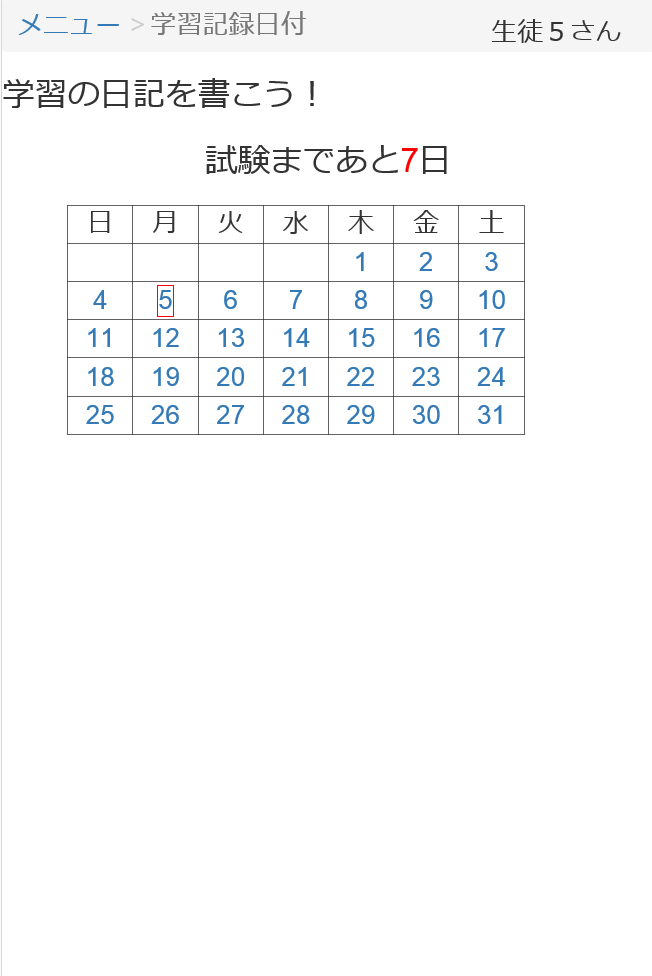 メニュー > 学習記録日付
生徒５さん
学習の日記を書こう！
試験まであと7日
日 月 火 水 木 金 土
1 2 3
4 5 6 7 8 9 10
11 12 13 14 15 16 17
18 19 20 21 22 23 24
25 26 27 28 29 30 31